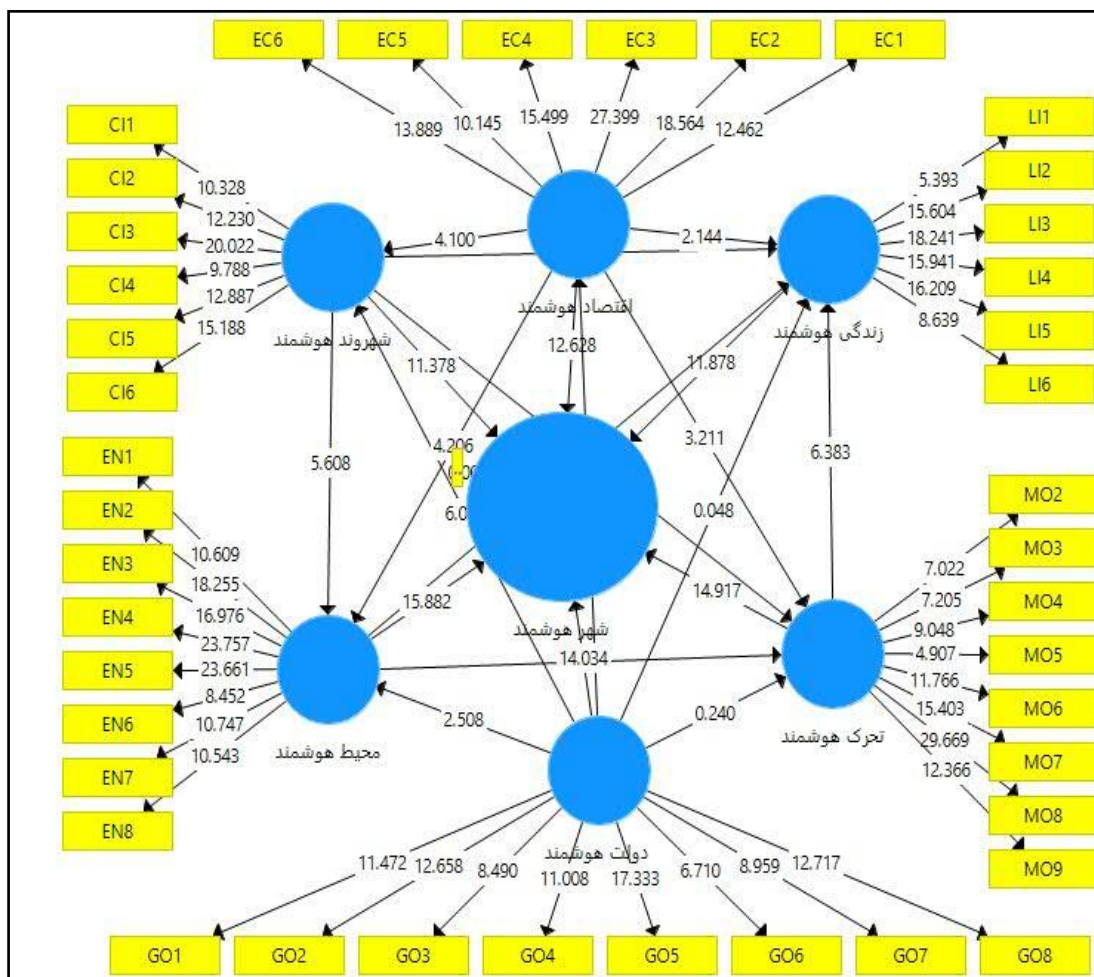 EC6 EC5 EC4 EC3 EC2 EC1
13.889 10.145 15.499 27.399 18.564 12.462
CI1
CI2
CI3
CI4
CI5
CI6
10.328
12.230
20.022
9.788
12.887
15.188
LI1
LI2
LI3
LI4
LI5
LI6
5.393
15.604
18.241
15.941
16.209
8.639
4.100
2.144
شهروند هوشمند
اقتصاد هوشمند
زندگی هوشمند
11.378
12.628
11.878
5.608
4.206
3.211
0.048
6.383
EN1
EN2
EN3
EN4
EN5
EN6
EN7
EN8
10.609
18.255
16.976
23.757
23.661
8.452
10.747
10.543
MO2
MO3
MO4
MO5
MO6
MO7
MO8
MO9
7.022
7.205
9.048
4.907
11.766
15.403
29.669
12.366
15.882
14.917
شهر هوشمند
14.034
2.508
0.240
محیط هوشمند
تحرک هوشمند
دولت هوشمند
11.472 12.658 8.490 11.008 17.333 6.710 8.959 12.717
GO1 GO2 GO3 GO4 GO5 GO6 GO7 GO8